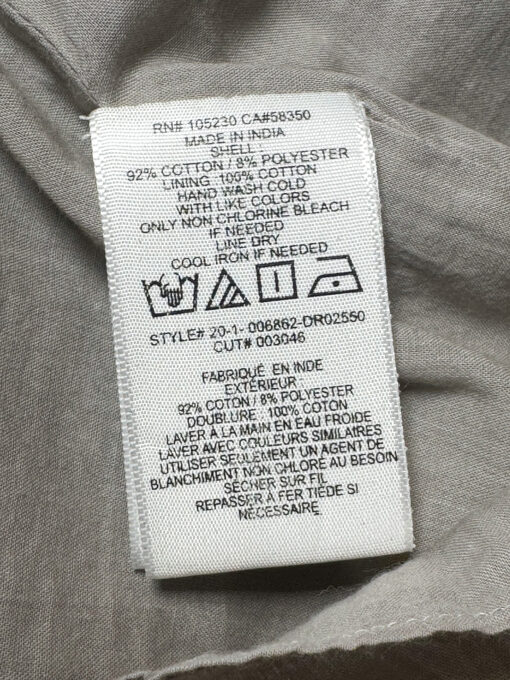 RN# 105230 CA#58350
MADE IN INDIA
SHELL:
92% COTTON / 8% POLYESTER
LINING 100% COTTON
HAND WASH COLD
WITH LIKE COLORS
ONLY NON CHLORINE BLEACH
IF NEEDED
LINE DRY
COOL IRON IF NEEDED
STYLE# 20-1- 006862-DR02550
CUT# 003046
FABRIQUÉ EN INDE
EXTÉRIEUR
92% COTON / 8% POLYESTER
DOUBLURE 100% COTON
LAVER À LA MAIN EN EAU FROIDE
LAVER AVEC COULEURS SIMILAIRES
UTILISER SEULEMENT UN AGENT DE
BLANCHIMENT NON CHLORÉ AU BESOIN
SÉCHER SUR FIL
REPASSER À FER TIÈDE SI
NÉCESSAIRE